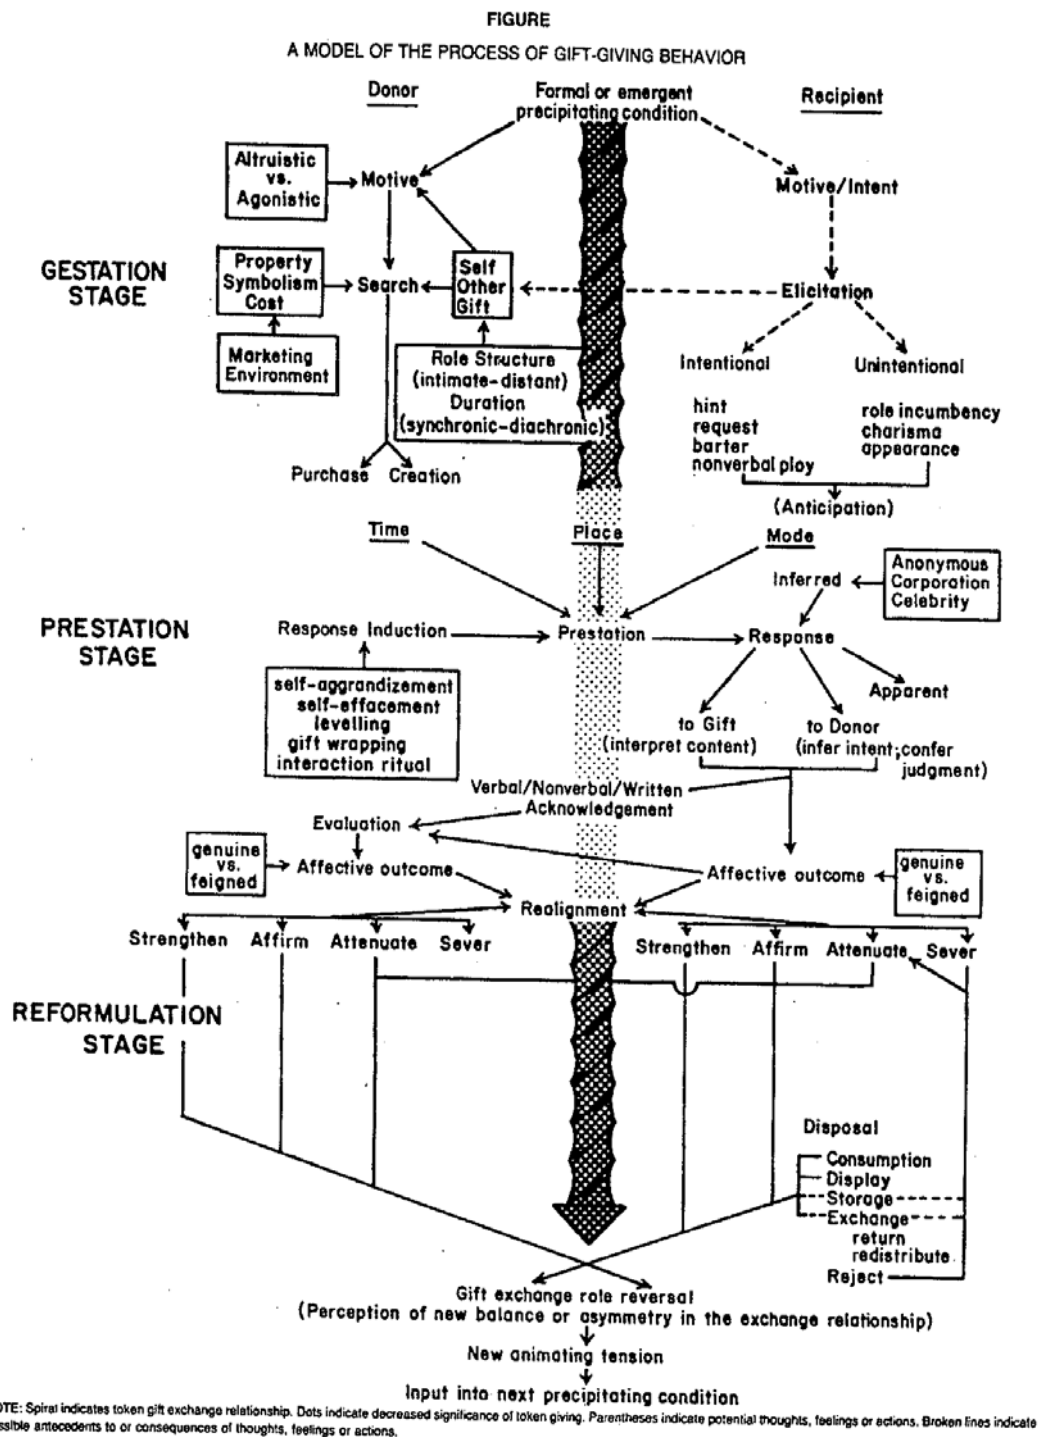 FIGURE
A MODEL OF THE PROCESS OF GIFT-GIVING BEHAVIOR
Donor
Formal or emergent
precipitating condition
Recipient
Altruistic
vs.
Agonistic
Motive
Motive/Intent
GESTATION
STAGE
Property
Symbolism
Cost
Search
Self
Other
Gift
Elicitation
Marketing
Environment
Role Structure
(intimate-distant)
Duration
(synchronic-diachronic)
Intentional
Unintentional
hint
request
barter
nonverbal ploy
role incumbency
charisma
appearance
Purchase
Creation
(Anticipation)
Time
Place
Mode
Inferred
Anonymous
Corporation
Celebrity
PRESTATION
STAGE
Response Induction
Prestation
Response
self-aggrandizement
self-effacement
levelling
gift wrapping
interaction ritual
Apparent
to Gift
(interpret content)
to Donor
(infer intent;confer
judgment)
Verbal/Nonverbal/Written
Acknowledgement
Evaluation
genuine
vs.
feigned
Affective outcome
Affective outcome
genuine
vs.
feigned
Realignment
Strengthen Affirm Attenuate Sever
Strengthen Affirm Attenuate Sever
REFORMULATION
STAGE
Disposal
Consumption
Display
Storage
Exchange
return
redistribute
Reject
Gift exchange role reversal
(Perception of new balance or asymmetry in the exchange relationship)
New animating tension
Input into next precipitating condition
OTE: Spiral indicates token gift exchange relationship. Dots indicate decreased significance of token giving. Parentheses indicate potential thoughts, feelings or actions. Broken lines indicate
ssible antecedents to or consequences of thoughts, feelings or actions.